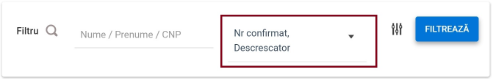 Filtru
Nume / Prenume / CNP
Nr confirmat,
Descrescator
FILTREAZĂ